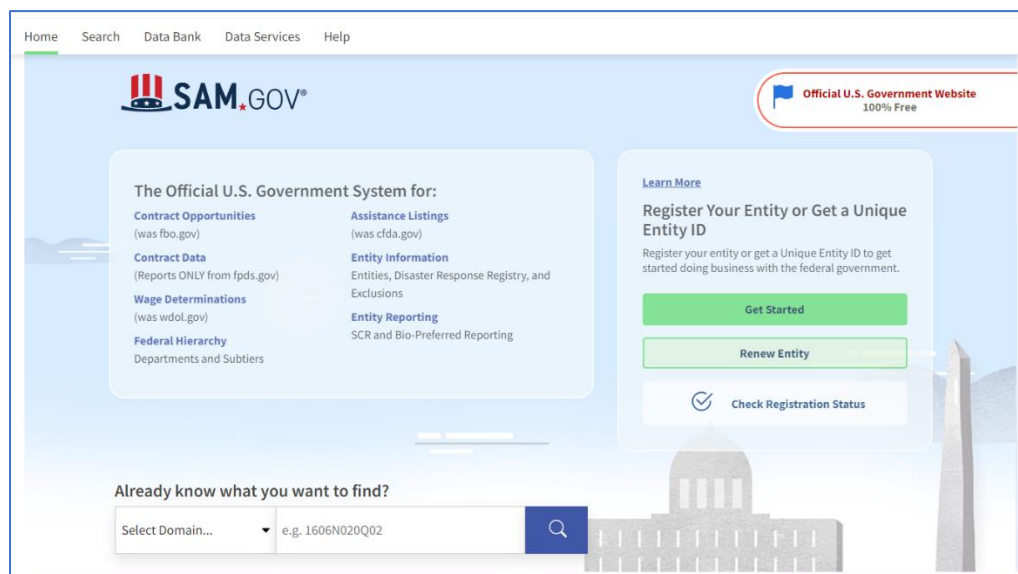 Home Search Data Bank Data Services Help
SAM.GOV®
Official U.S. Government Website
100% Free
The Official U.S. Government System for:
Contract Opportunities
(was fbo.gov)
Contract Data
(Reports ONLY from fpds.gov)
Wage Determinations
(was wdol.gov)
Federal Hierarchy
Departments and Subtiers
Assistance Listings
(was cfda.gov)
Entity Information
Entities, Disaster Response Registry, and
Exclusions
Entity Reporting
SCR and Bio-Preferred Reporting
Learn More
Register Your Entity or Get a Unique
Entity ID
Register your entity or get a Unique Entity ID to get
started doing business with the federal government.
Get Started
Renew Entity
Check Registration Status
Already know what you want to find?
Select Domain... e.g. 1606N020Q02